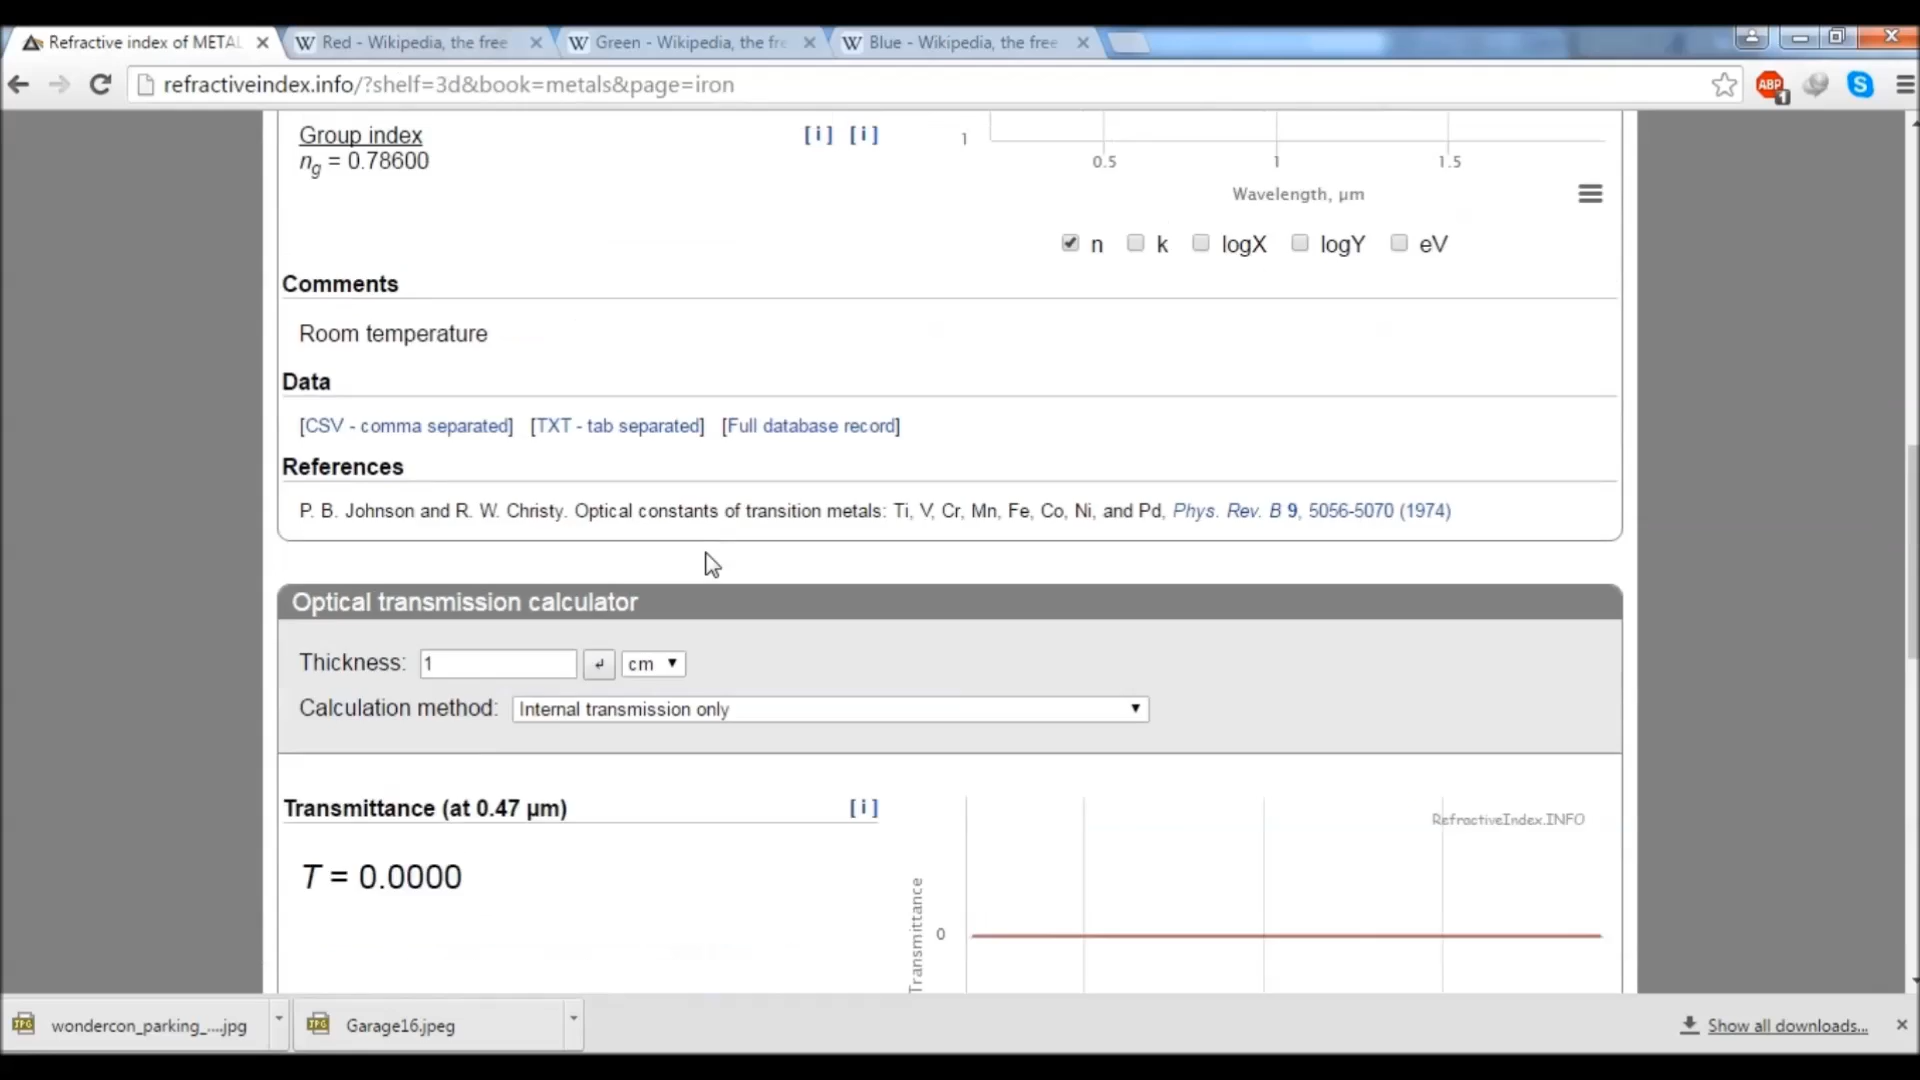 Refractive index of METAL
Red - Wikipedia, the free
Green - Wikipedia, the fre
Blue - Wikipedia, the free
refractiveindex.info/?shelf=3d&book=metals&page=iron
ABP
1
S
Group index
[ i ] [ i ]
ng = 0.78600
1
0.5
1
1.5
Wavelength, µm
n k logX logY eV
Comments
Room temperature
Data
[CSV - comma separated] [TXT - tab separated] [Full database record]
References
P. B. Johnson and R. W. Christy. Optical constants of transition metals: Ti, V, Cr, Mn, Fe, Co, Ni, and Pd, Phys. Rev. B 9, 5056-5070 (1974)
Optical transmission calculator
Thickness: 1 cm
Calculation method: Internal transmission only
Transmittance (at 0.47 µm)
[ i ]
T = 0.0000
RefractiveIndex.INFO
Transmittance
0
wondercon_parking_....jpg
Garage16.jpeg
Show all downloads...